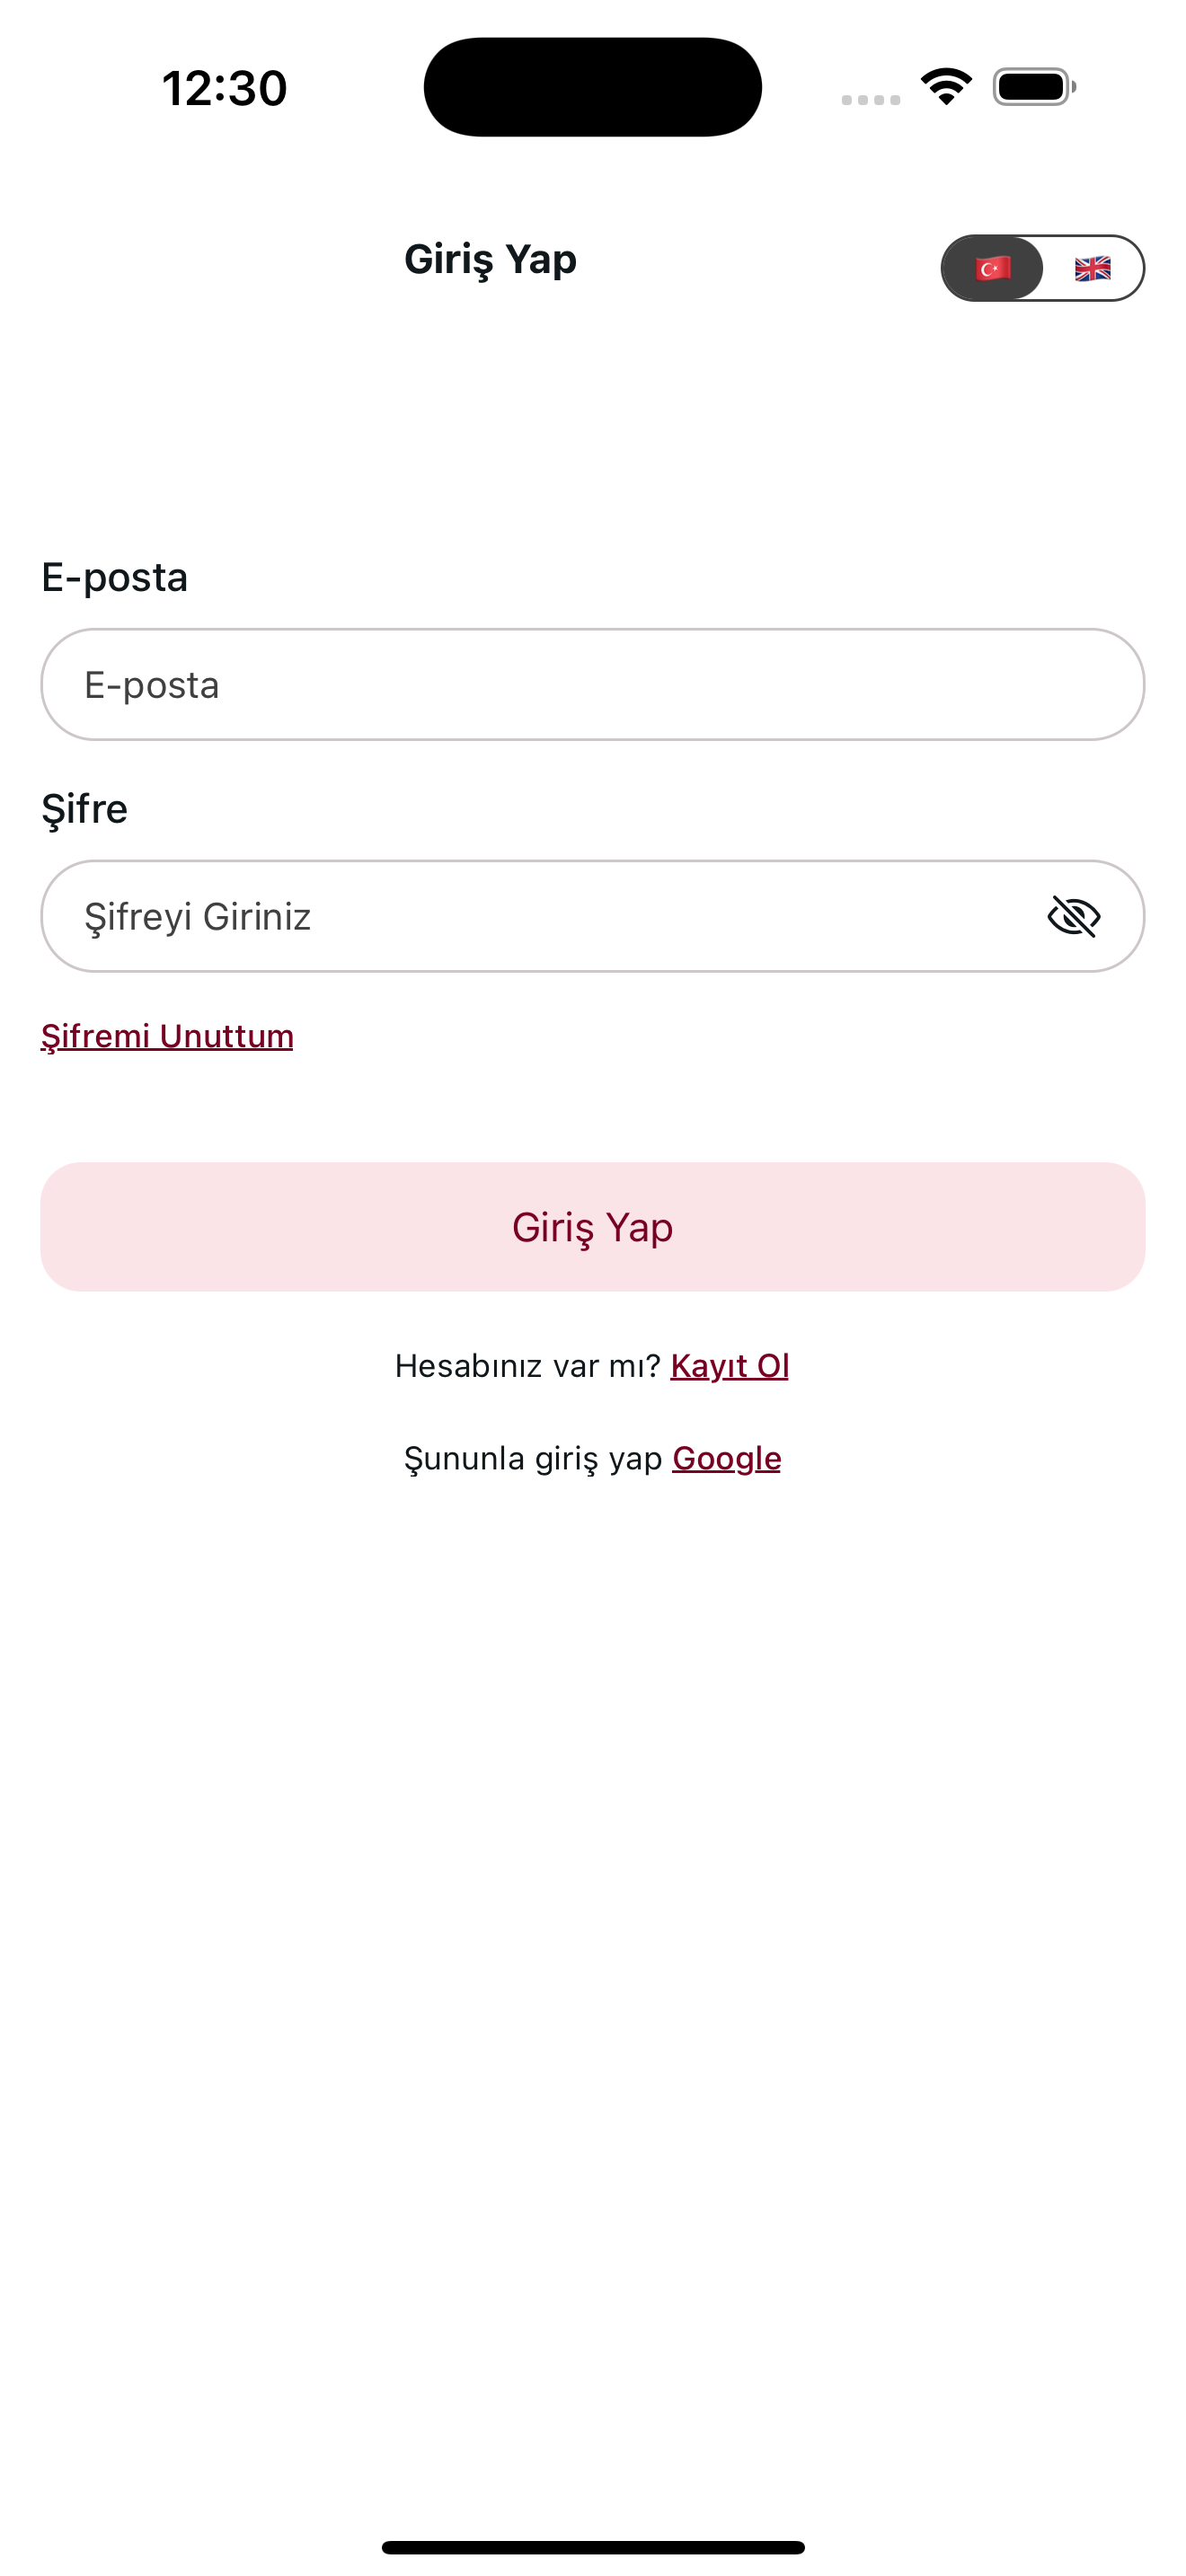 12:30
Giriş Yap
E-posta
E-posta
Şifre
Şifreyi Giriniz
Şifremi Unuttum
Giriş Yap
Hesabınız var mı? Kayıt Ol
Şununla giriş yap Google